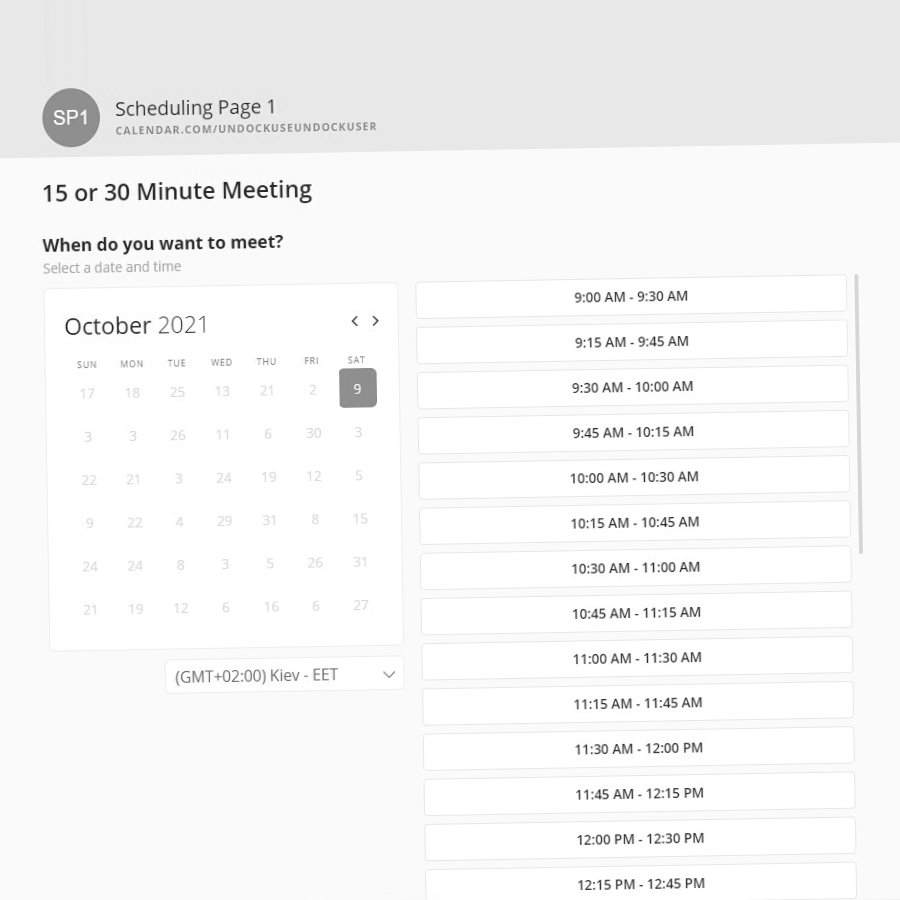 SP1
Scheduling Page 1
CALENDAR.COM/UNDOCKUSEUNDOCKUSER
15 or 30 Minute Meeting
When do you want to meet?
Select a date and time
October 2021
SUN MON TUE WED THU FRI SAT
17 18 25 13 21 2 9
3 3 26 11 6 30 3
22 21 3 24 19 12 5
9 22 4 29 31 8 15
24 24 8 3 5 26 31
21 19 12 6 16 6 27
(GMT+02:00) Kiev - EET
9:00 AM - 9:30 AM
9:15 AM - 9:45 AM
9:30 AM - 10:00 AM
9:45 AM - 10:15 AM
10:00 AM - 10:30 AM
10:15 AM - 10:45 AM
10:30 AM - 11:00 AM
10:45 AM - 11:15 AM
11:00 AM - 11:30 AM
11:15 AM - 11:45 AM
11:30 AM - 12:00 PM
11:45 AM - 12:15 PM
12:00 PM - 12:30 PM
12:15 PM - 12:45 PM